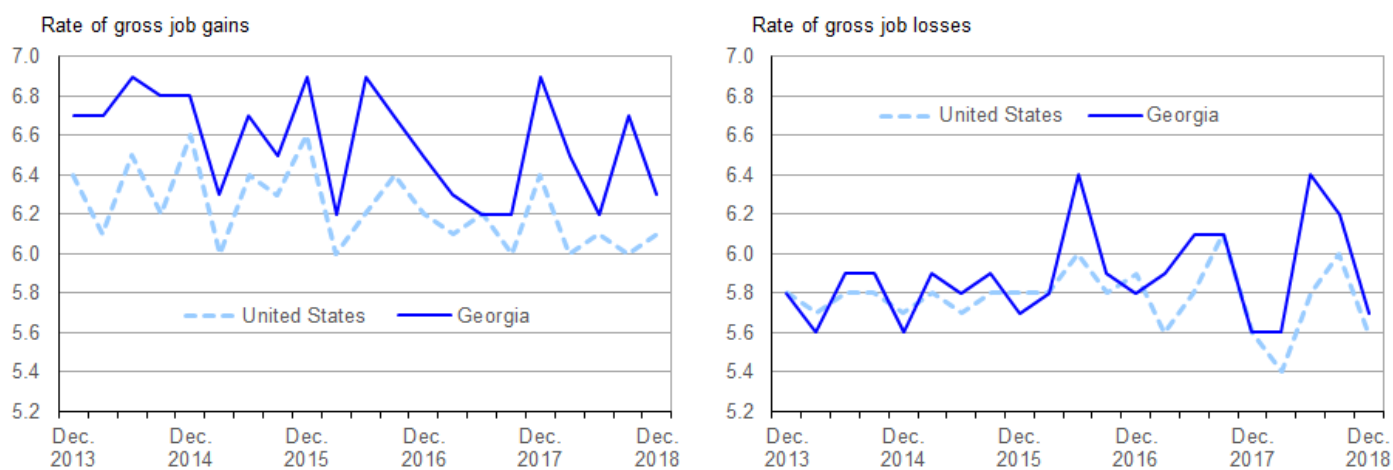 Rate of gross job gains
7.0
6.8
6.6
6.4
6.2
6.0
5.8
5.6
5.4
5.2
United States Georgia
Dec. Dec. Dec. Dec. Dec. Dec.
2013 2014 2015 2016 2017 2018
Rate of gross job losses
7.0
6.8
6.6
6.4
6.2
6.0
5.8
5.6
5.4
5.2
United States Georgia
Dec. Dec. Dec. Dec. Dec. Dec.
2013 2014 2015 2016 2017 2018